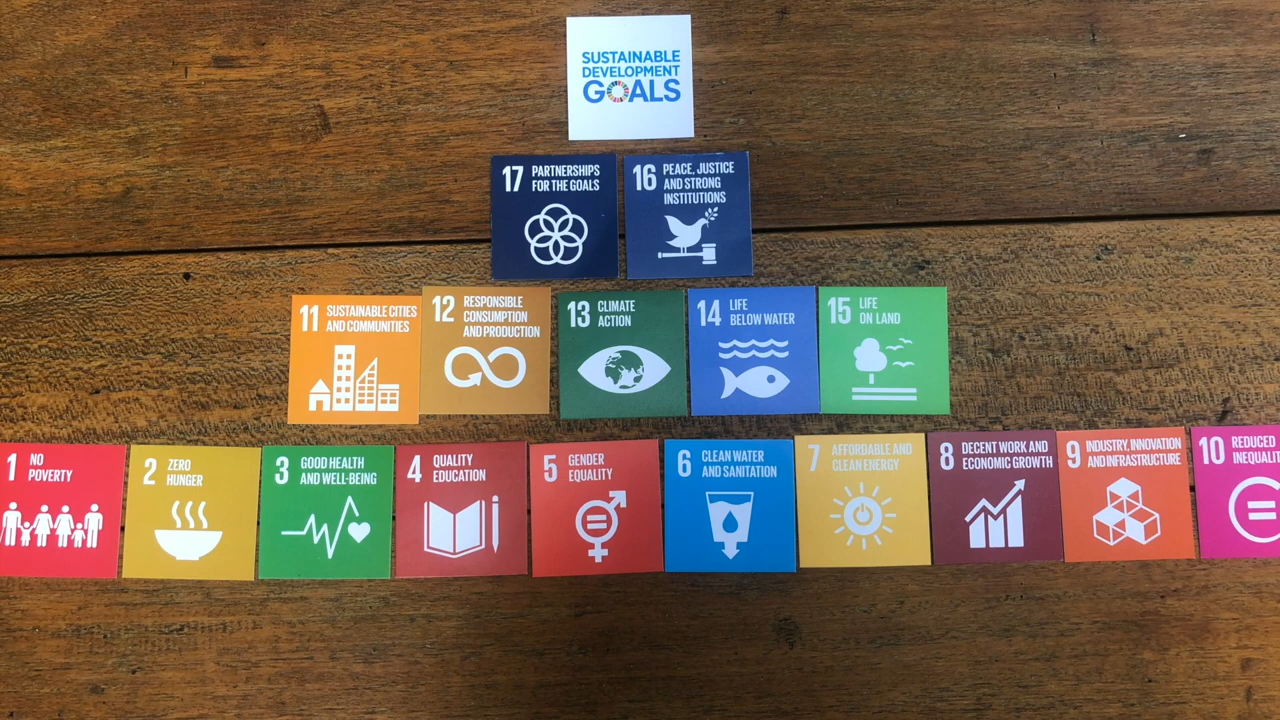 SUSTAINABLE
DEVELOPMENT
GOALS
17 PARTNERSHIPS
FOR THE GOALS
16 PEACE, JUSTICE
AND STRONG
INSTITUTIONS
11 SUSTAINABLE CITIES
AND COMMUNITIES
12 RESPONSIBLE
CONSUMPTION
AND PRODUCTION
13 CLIMATE
ACTION
14 LIFE
BELOW WATER
15 LIFE
ON LAND
1 NO
POVERTY
2 ZERO
HUNGER
3 GOOD HEALTH
AND WELL-BEING
4 QUALITY
EDUCATION
5 GENDER
EQUALITY
6 CLEAN WATER
AND SANITATION
7 AFFORDABLE AND
CLEAN ENERGY
8 DECENT WORK AND
ECONOMIC GROWTH
9 INDUSTRY, INNOVATION
AND INFRASTRUCTURE
10 REDUCED